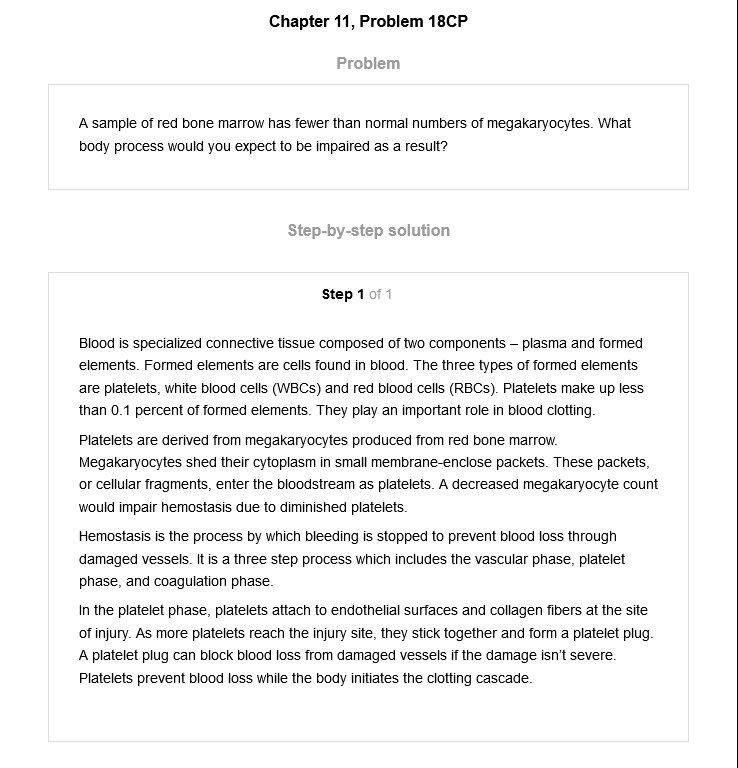 Chapter 11, Problem 18CP
Problem
A sample of red bone marrow has fewer than normal numbers of megakaryocytes. What
body process would you expect to be impaired as a result?
Step-by-step solution
Step 1 of 1
Blood is specialized connective tissue composed of two components – plasma and formed
elements. Formed elements are cells found in blood. The three types of formed elements
are platelets, white blood cells (WBCs) and red blood cells (RBCs). Platelets make up less
than 0.1 percent of formed elements. They play an important role in blood clotting.
Platelets are derived from megakaryocytes produced from red bone marrow.
Megakaryocytes shed their cytoplasm in small membrane-enclose packets. These packets,
or cellular fragments, enter the bloodstream as platelets. A decreased megakaryocyte count
would impair hemostasis due to diminished platelets.
Hemostasis is the process by which bleeding is stopped to prevent blood loss through
damaged vessels. It is a three step process which includes the vascular phase, platelet
phase, and coagulation phase.
In the platelet phase, platelets attach to endothelial surfaces and collagen fibers at the site
of injury. As more platelets reach the injury site, they stick together and form a platelet plug.
A platelet plug can block blood loss from damaged vessels if the damage isn’t severe.
Platelets prevent blood loss while the body initiates the clotting cascade.